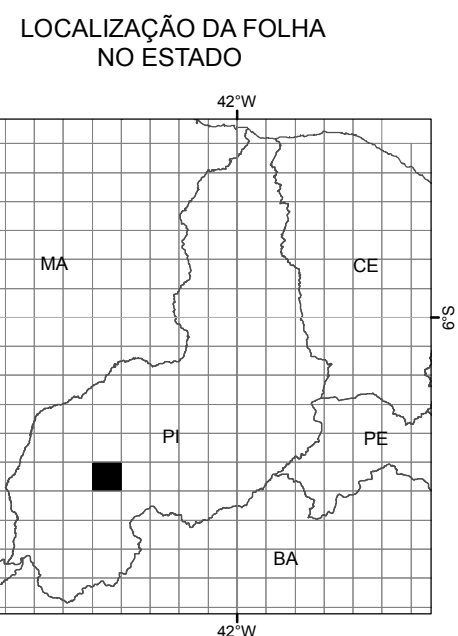 LOCALIZAÇÃO DA FOLHA
NO ESTADO
42°W
MA
CE
6°S
PI
PE
BA
42°W